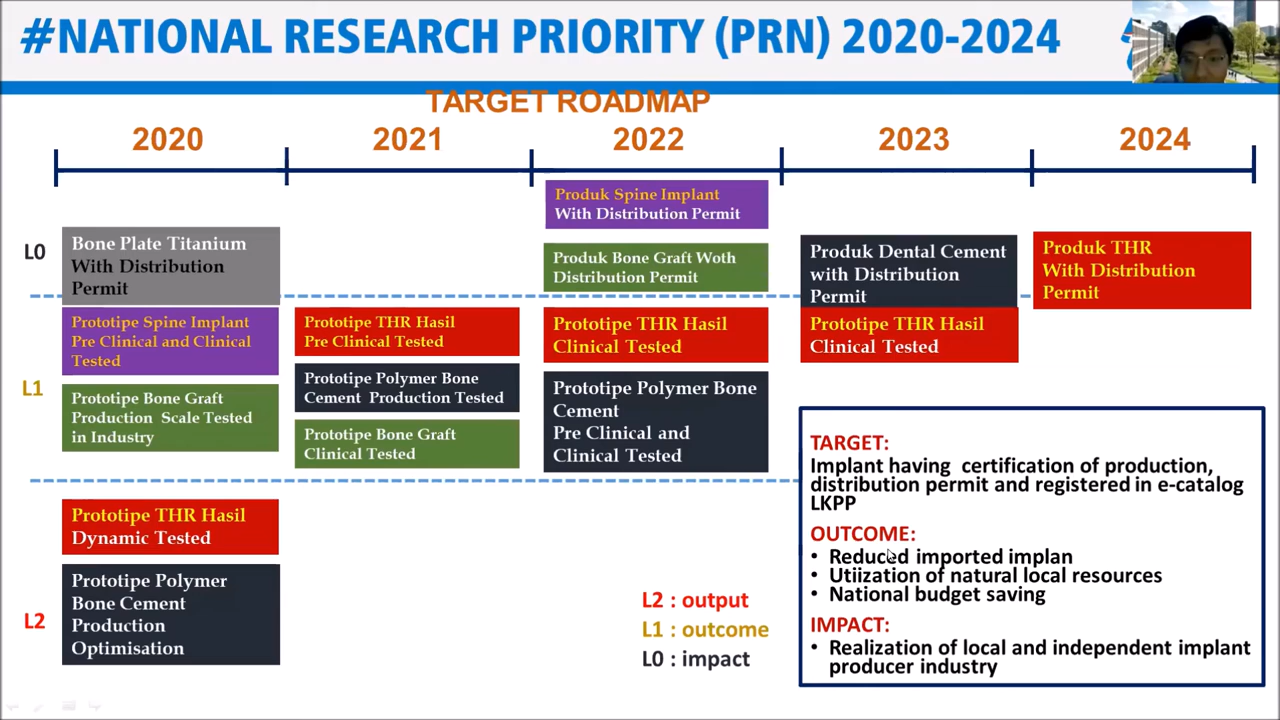 #NATIONAL RESEARCH PRIORITY (PRN) 2020-2024
TARGET ROADMAP
2020
2021
2022
2023
2024
L0
Bone Plate Titanium
With Distribution
Permit
Produk Spine Implant
With Distribution Permit
Produk Bone Graft Woth
Distribution Permit
Produk Dental Cement
with Distribution
Permit
Produk THR
With Distribution
Permit
L1
Prototipe Spine Implant
Pre Clinical and Clinical
Tested
Prototipe Bone Graft
Production Scale Tested
in Industry
Prototipe THR Hasil
Pre Clinical Tested
Prototipe Polymer Bone
Cement Production Tested
Prototipe Bone Graft
Clinical Tested
Prototipe THR Hasil
Clinical Tested
Prototipe Polymer Bone
Cement
Pre Clinical and
Clinical Tested
Prototipe THR Hasil
Clinical Tested
L2
Prototipe THR Hasil
Dynamic Tested
Prototipe Polymer
Bone Cement
Production
Optimisation
L2 : output
L1 : outcome
L0 : impact
TARGET:
Implant having certification of production,
distribution permit and registered in e-catalog
LKPP
OUTCOME:
• Reduced imported implan
• Utiization of natural local resources
• National budget saving
IMPACT:
• Realization of local and independent implant
producer industry